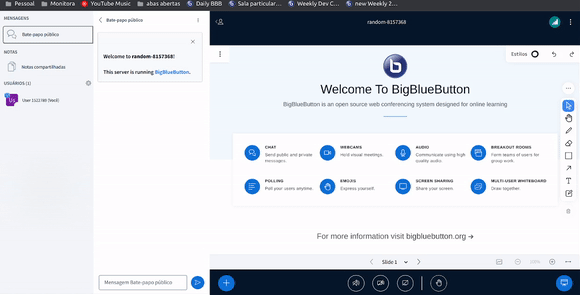 Pessoal
Monitora
YouTube Music
abas abertas
Daily BBB
Sala particular...
Weekly Dev C...
new Weekly 2...
MENSAGENS
Bate-papo público
NOTAS
Notas compartilhadas
USUÁRIOS (1)
Bate-papo público
Welcome to random-8157368!
This server is running BigBlueButton.
Mensagem Bate-papo público
random-8157368
Estilos
Welcome To BigBlueButton
BigBlueButton is an open source web conferencing system designed for online learning
CHAT
Send public and private
messages.
WEBCAMS
Hold visual meetings.
AUDIO
Communicate using high
quality audio.
BREAKOUT ROOMS
Form teams of users for
group work.
POLLING
Poll your users anytime.
EMOJIS
Express yourself.
SCREEN SHARING
Share your screen.
MULTI-USER WHITEBOARD
Draw together.
For more information visit bigbluebutton.org →
Slide 1